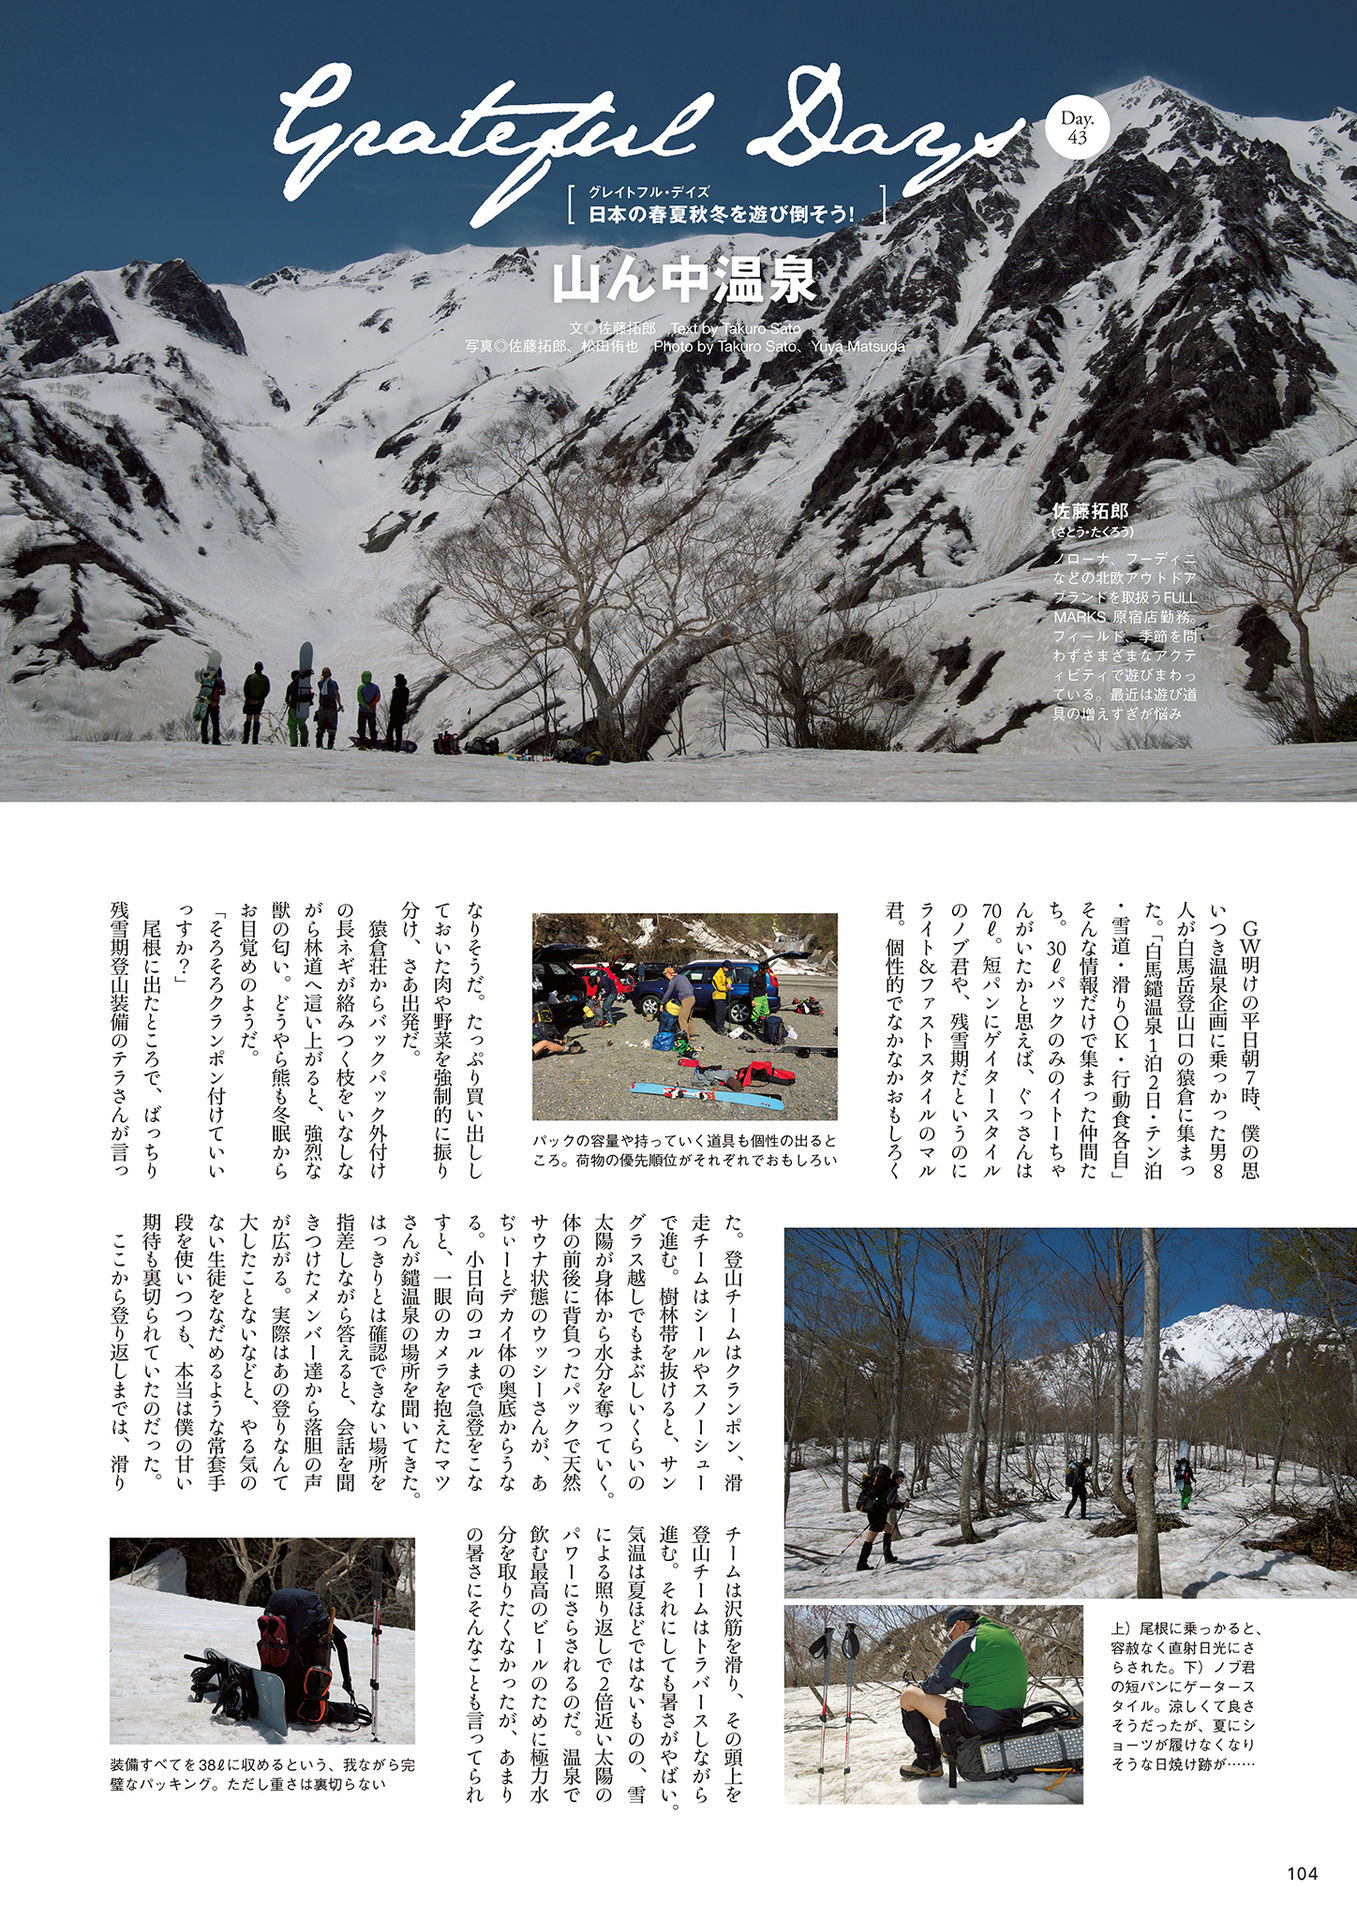 Grateful Days
Day.
43
グレイトフル・デイズ
日本の春夏秋冬を遊び倒そう!
山ん中温泉
文◎佐藤拓郎 Text by Takuro Sato
写真◎佐藤拓郎、松田侑也 Photo by Takuro Sato、Yuya Matsuda
佐藤拓郎
(さとう・たくろう)
ノローナ、フーディニ
などの北欧アウトドア
ブランドを取扱うFULL
MARKS 原宿店勤務。
フィールド、季節を問
わずさまざまなアクテ
ィビティで遊びまわっ
ている。最近は遊び道
具の増えすぎが悩み
GW明けの平日朝7時、僕の思
いつき温泉企画に乗っかった男8
人が白馬岳登山口の猿倉に集まっ
た。「白馬鑓温泉1泊2日・テン泊
・雪道・滑りOK・行動食各自」
そんな情報だけで集まった仲間た
ち。30ℓパックのみのイトーちゃ
んがいたかと思えば、ぐっさんは
70ℓ。短パンにゲイタースタイル
のノブ君や、残雪期だというのに
ライト&ファストスタイルのマル
君。個性的でなかなかおもしろく
パックの容量や持っていく道具も個性の出ると
ころ。荷物の優先順位がそれぞれでおもしろい
なりそうだ。たっぷり買い出しし
ておいた肉や野菜を強制的に振り
分け、さあ出発だ。
猿倉荘からバックパック外付け
の長ネギが絡みつく枝をいなしな
がら林道へ這い上がると、強烈な
獣の匂い。どうやら熊も冬眠から
お目覚めのようだ。
「そろそろクランポン付けていい
っすか?」
尾根に出たところで、ばっちり
残雪期登山装備のテラさんが言っ
た。登山チームはクランポン、滑
走チームはシールやスノーシュー
で進む。樹林帯を抜けると、サン
グラス越しでもまぶしいくらいの
太陽が身体から水分を奪っていく。
体の前後に背負ったパックで天然
サウナ状態のウッシーさんが、あ
ぢぃーとデカイ体の奥底からうな
る。小日向のコルまで急登をこな
すと、一眼のカメラを抱えたマツ
さんが鑓温泉の場所を聞いてきた。
はっきりとは確認できない場所を
指差しながら答えると、会話を聞
きつけたメンバー達から落胆の声
が広がる。実際はあの登りなんて
大したことないなどと、やる気の
ない生徒をなだめるような常套手
段を使いつつも、本当は僕の甘い
期待も裏切られていたのだった。
ここから登り返しまでは、滑り
チームは沢筋を滑り、その頭上を
登山チームはトラバースしながら
進む。それにしても暑さがやばい。
気温は夏ほどではないものの、雪
による照り返しで2倍近い太陽の
パワーにさらされるのだ。温泉で
飲む最高のビールのために極力水
分を取りたくなかったが、あまり
の暑さにそんなことも言ってられ
上)尾根に乗っかると、
容赦なく直射日光にさ
らされた。下)ノブ君
の短パンにゲータース
タイル。涼しくて良さ
そうだったが、夏にシ
ョーツが履けなくなり
そうな日焼け跡が……
装備すべてを38ℓに収めるという、我ながら完
璧なパッキング。ただし重さは裏切らない
104